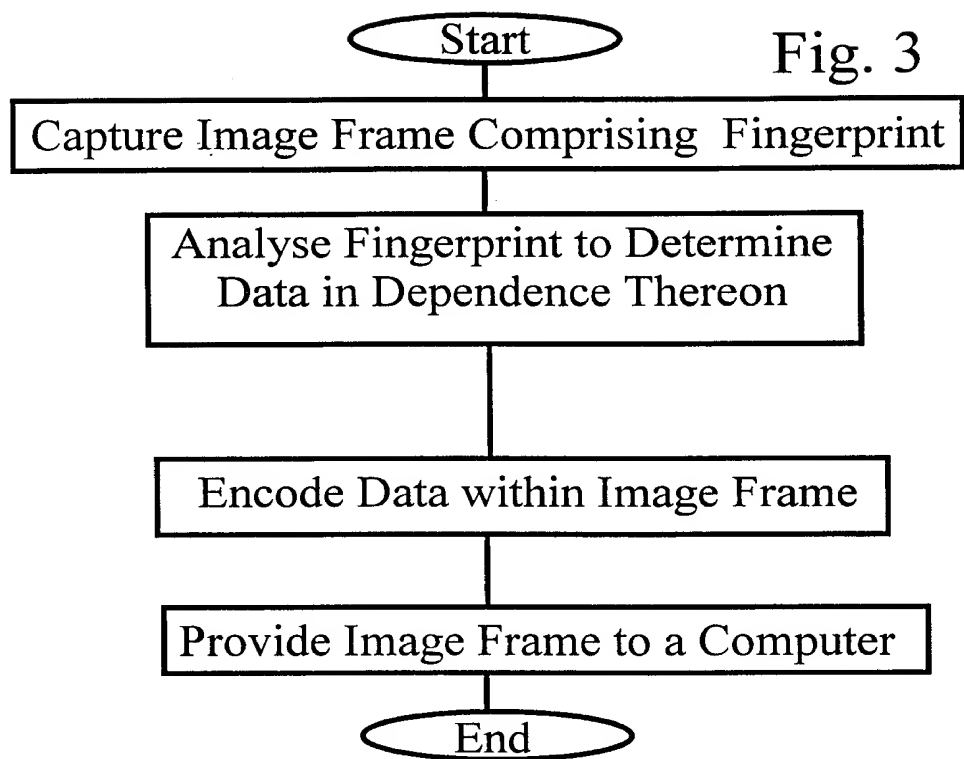 Start
Fig. 3
Capture Image Frame Comprising Fingerprint
Analyse Fingerprint to Determine
Data in Dependence Thereon
Encode Data within Image Frame
Provide Image Frame to a Computer
End